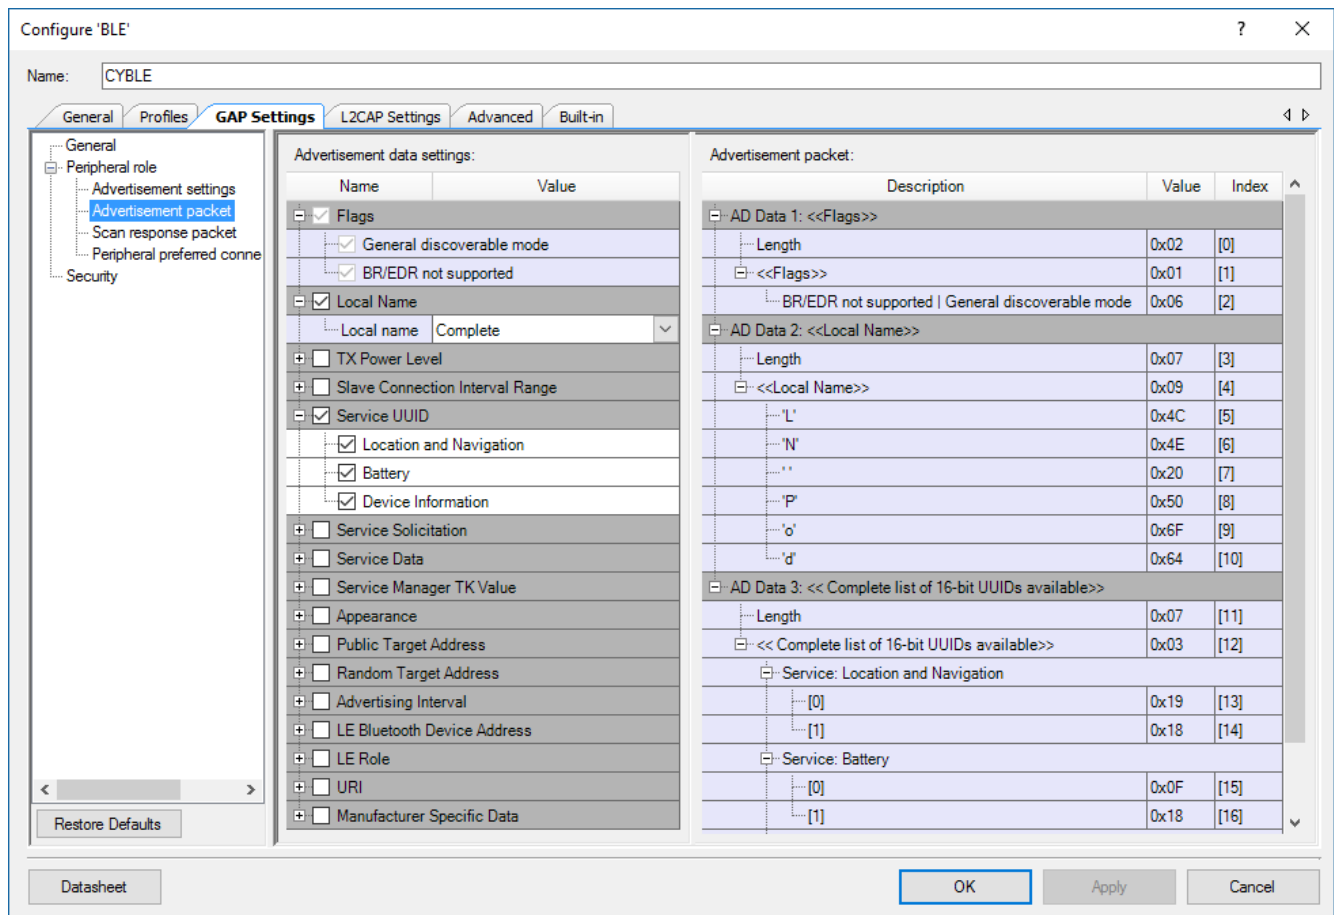 Configure 'BLE'
?
Name: CYBLE
General Profiles GAP Settings L2CAP Settings Advanced Built-in
General
Peripheral role
Advertisement settings
Advertisement packet
Scan response packet
Peripheral preferred conne
Security
Restore Defaults
Advertisement data settings:
Name Value
Flags
General discoverable mode
BR/EDR not supported
Local Name
Local name Complete
TX Power Level
Slave Connection Interval Range
Service UUID
Location and Navigation
Battery
Device Information
Service Solicitation
Service Data
Service Manager TK Value
Appearance
Public Target Address
Random Target Address
Advertising Interval
LE Bluetooth Device Address
LE Role
URI
Manufacturer Specific Data
Advertisement packet:
Description Value Index
AD Data 1: <<Flags>>
Length 0x02 [0]
<<Flags>> 0x01 [1]
BR/EDR not supported | General discoverable mode 0x06 [2]
AD Data 2: <<Local Name>>
Length 0x07 [3]
<<Local Name>> 0x09 [4]
'L' 0x4C [5]
'N' 0x4E [6]
' ' 0x20 [7]
'P' 0x50 [8]
'o' 0x6F [9]
'd' 0x64 [10]
AD Data 3: << Complete list of 16-bit UUIDs available>>
Length 0x07 [11]
<< Complete list of 16-bit UUIDs available>> 0x03 [12]
Service: Location and Navigation
[0] 0x19 [13]
[1] 0x18 [14]
Service: Battery
[0] 0x0F [15]
[1] 0x18 [16]
Datasheet OK Apply Cancel